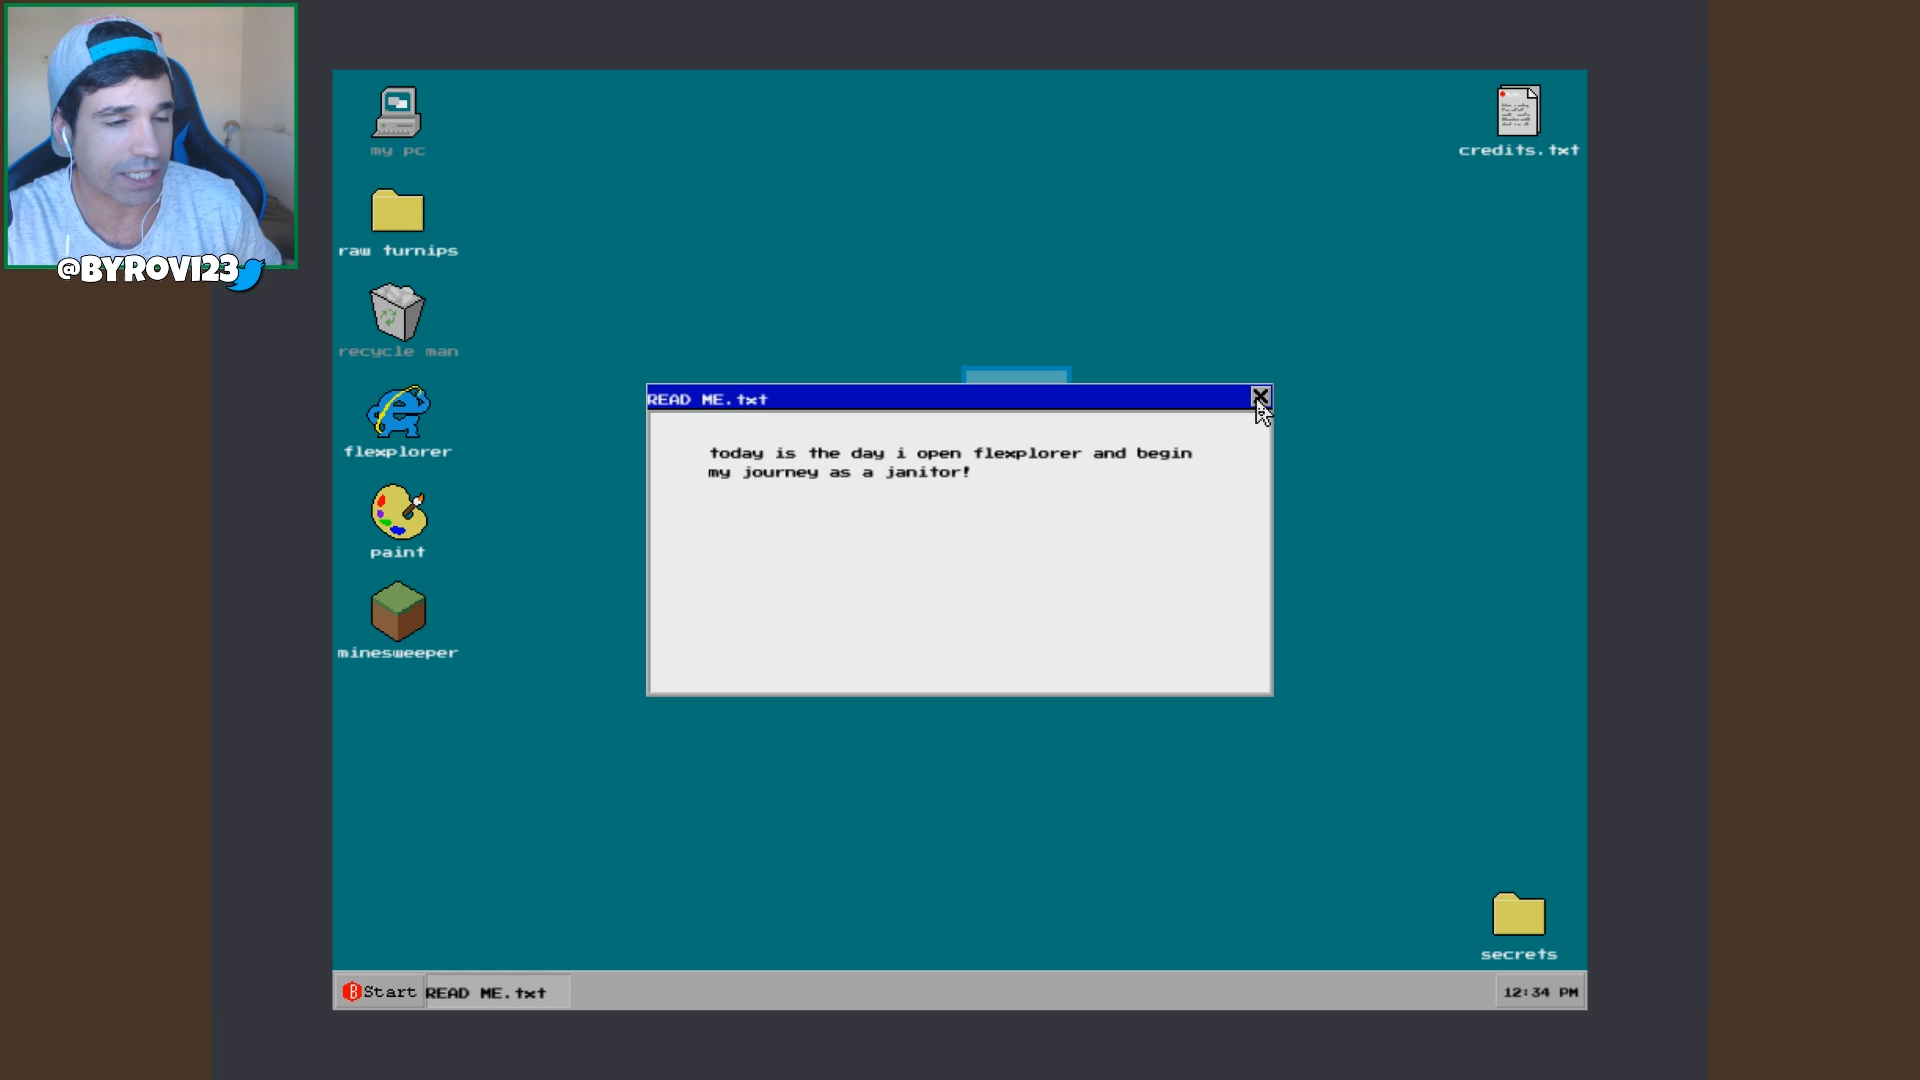 @BYROVI23
my pc
credits.txt
raw turnips
recycle man
flexplorer
paint
minesweeper
READ ME.txt
today is the day i open flexplorer and begin
my journey as a janitor!
secrets
Start
READ ME.txt
12:34 PM